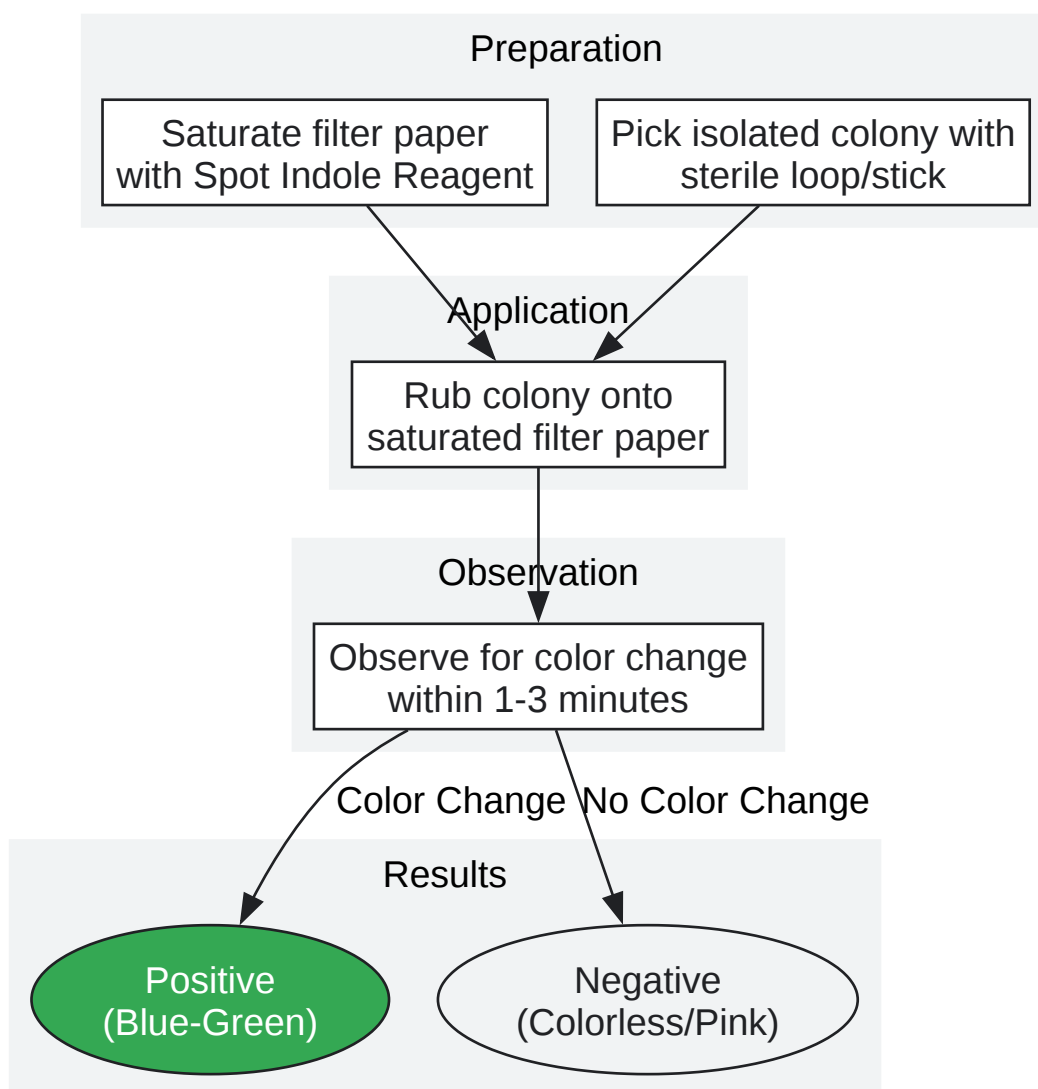 Preparation
Saturate filter paper
with Spot Indole Reagent
Pick isolated colony with
sterile loop/stick
Application
Rub colony onto
saturated filter paper
Observation
Observe for color change
within 1-3 minutes
Color Change
No Color Change
Results
Positive
(Blue-Green)
Negative
(Colorless/Pink)